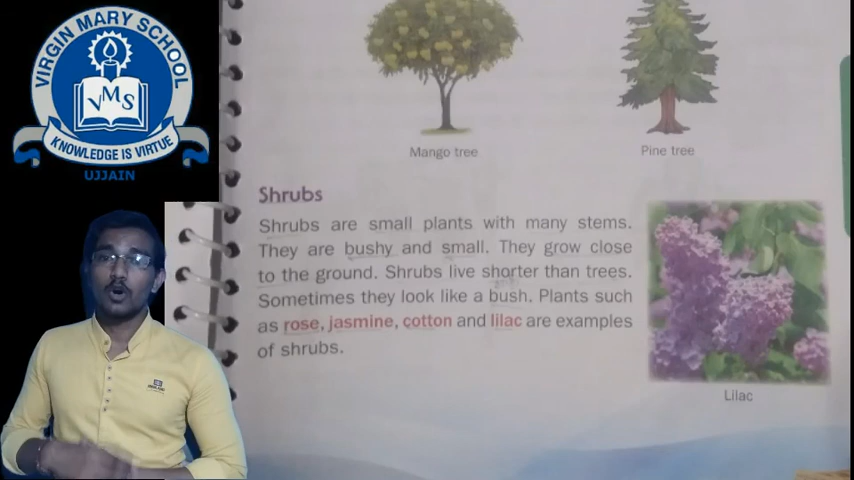 VIRGIN MARY SCHOOL
VMS
KNOWLEDGE IS VIRTUE
UJJAIN
Mango tree
Pine tree
Shrubs
Shrubs are small plants with many stems.
They are bushy and small. They grow close
to the ground. Shrubs live shorter than trees.
Sometimes they look like a bush. Plants such
as rose, jasmine, cotton and lilac are examples
of shrubs.
Lilac